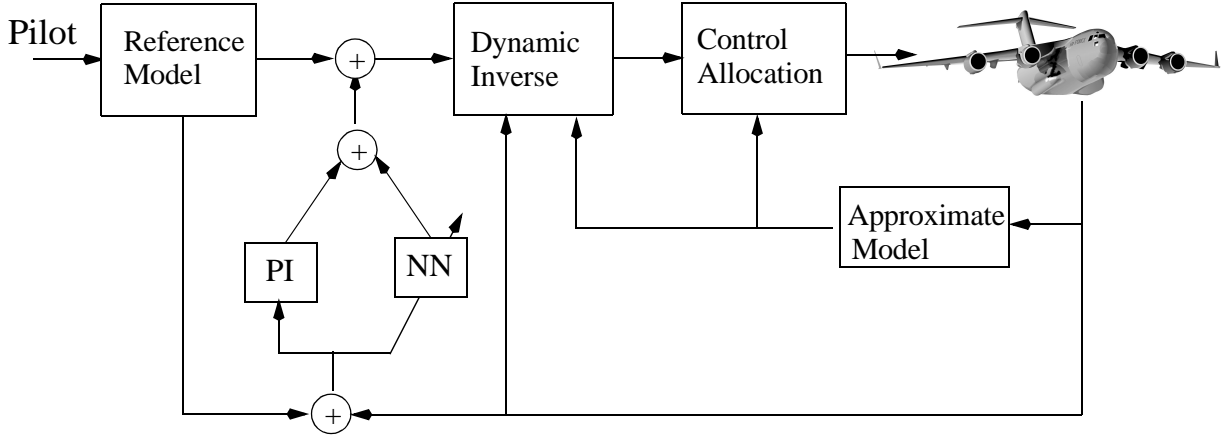 Pilot
Reference
Model
+
Dynamic
Inverse
Control
Allocation
+
PI
NN
Approximate
Model
+